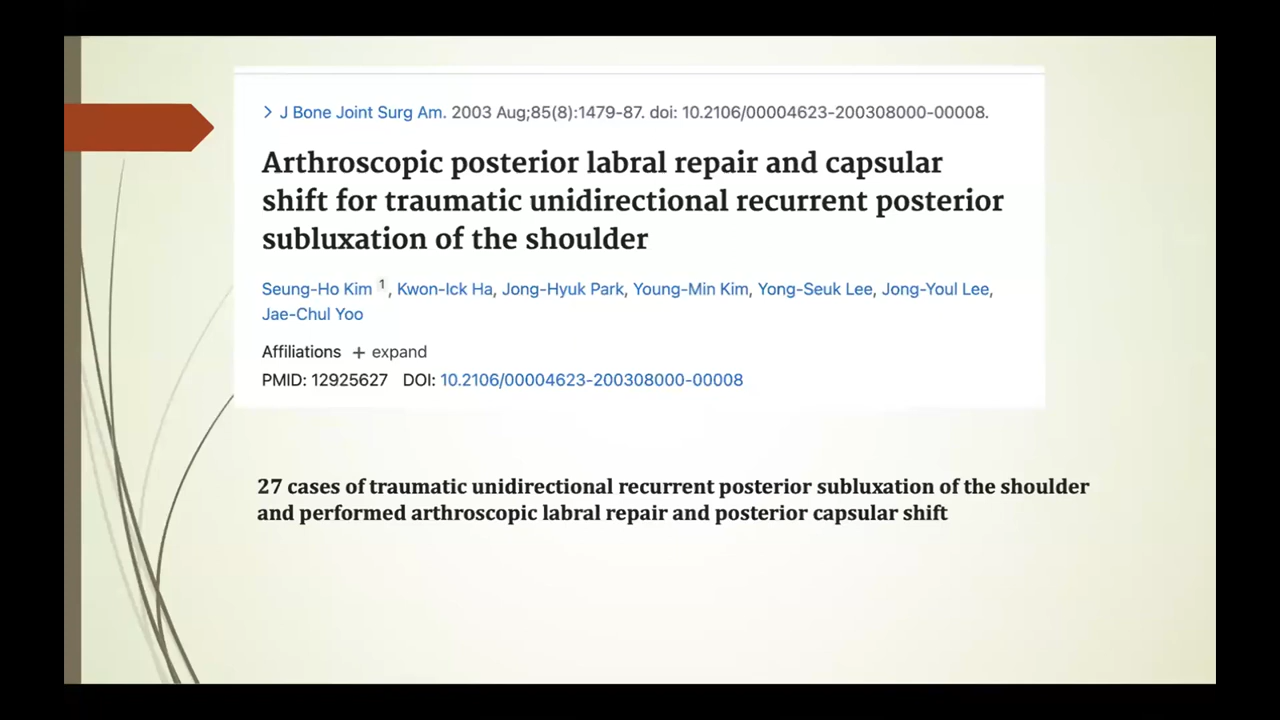 > J Bone Joint Surg Am. 2003 Aug;85(8):1479-87. doi: 10.2106/00004623-200308000-00008.
Arthroscopic posterior labral repair and capsular
shift for traumatic unidirectional recurrent posterior
subluxation of the shoulder
Seung-Ho Kim 1, Kwon-Ick Ha, Jong-Hyuk Park, Young-Min Kim, Yong-Seuk Lee, Jong-Youl Lee,
Jae-Chul Yoo
Affiliations + expand
PMID: 12925627 DOI: 10.2106/00004623-200308000-00008
27 cases of traumatic unidirectional recurrent posterior subluxation of the shoulder
and performed arthroscopic labral repair and posterior capsular shift